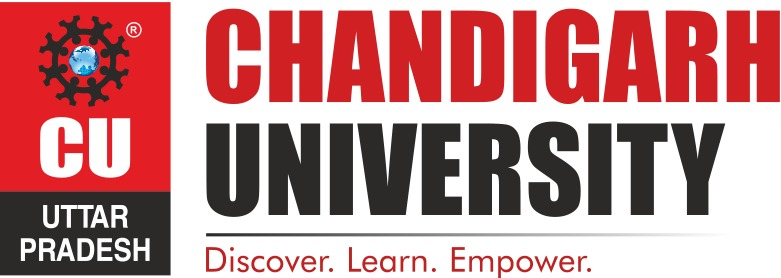 ®
CU
UTTAR
PRADESH
CHANDIGARH
UNIVERSITY
Discover. Learn. Empower.